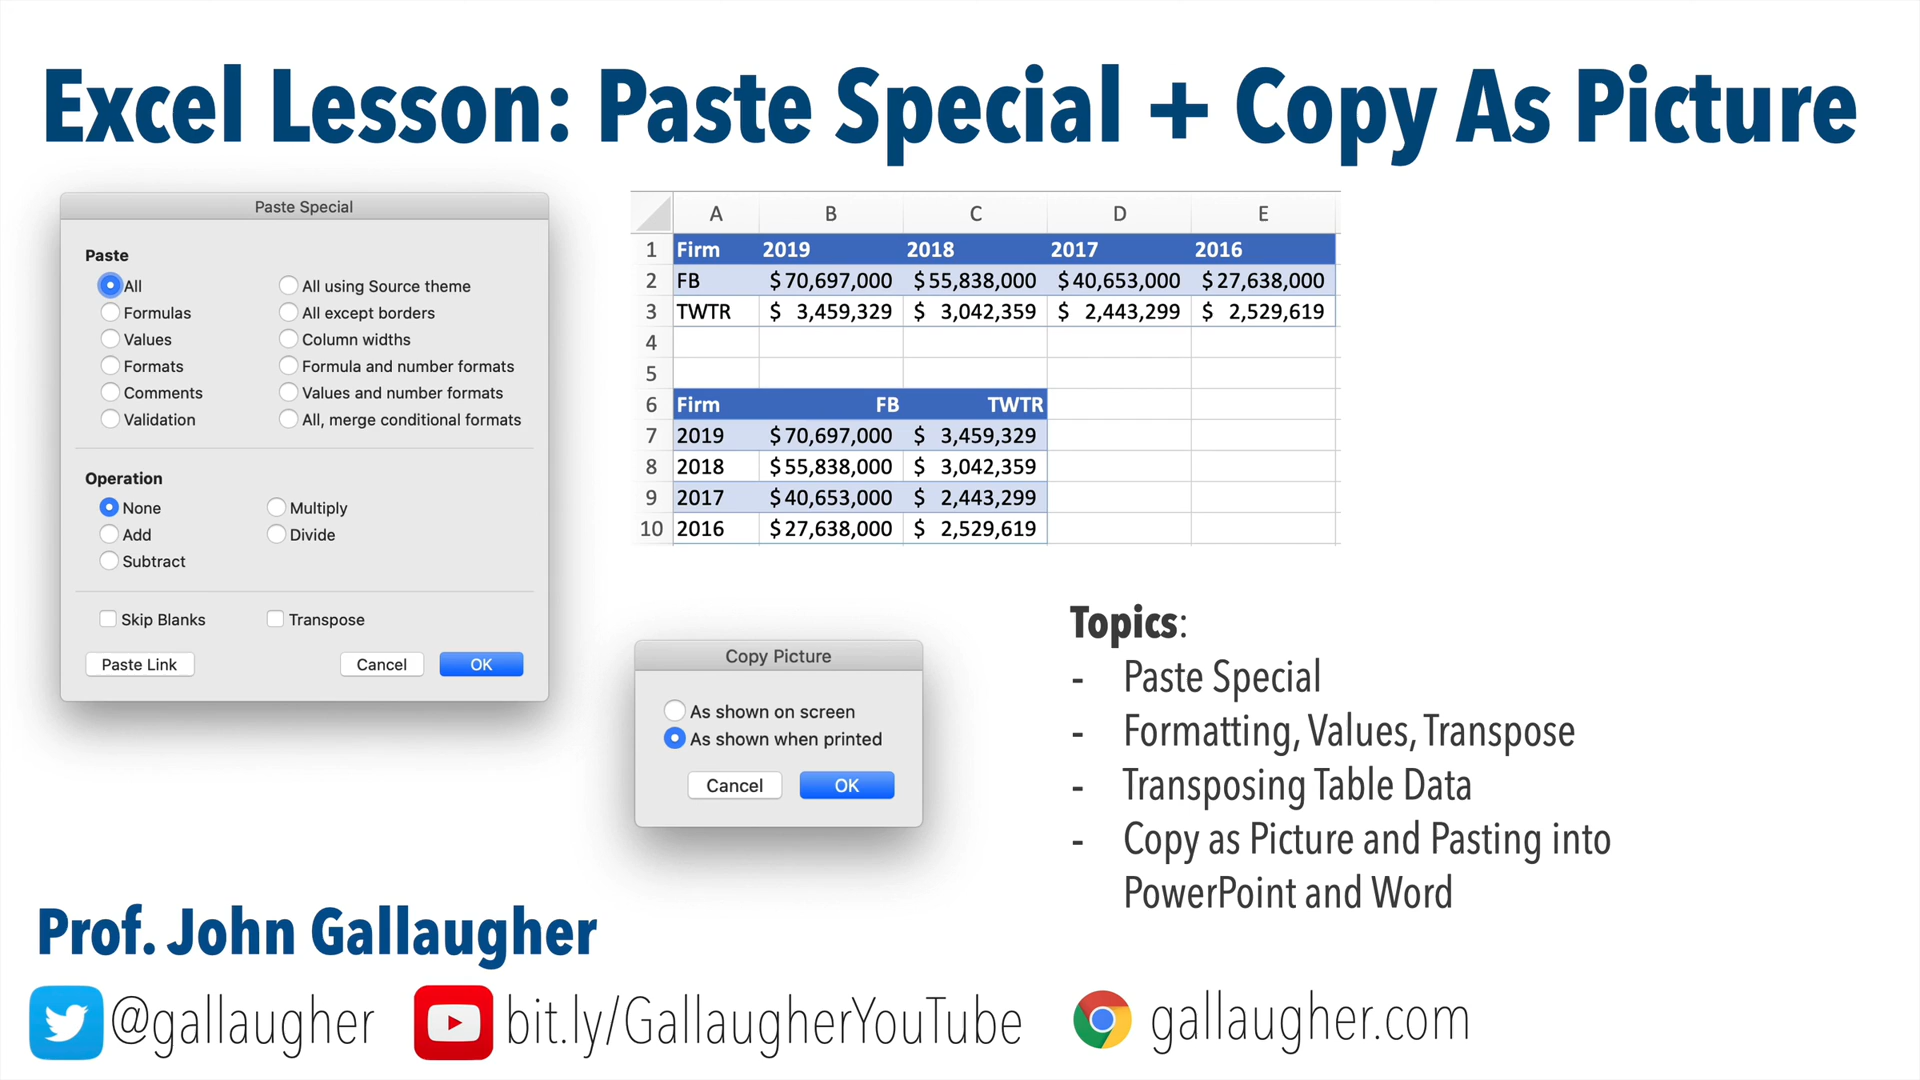 Excel Lesson: Paste Special + Copy As Picture
Paste Special
Paste
All
All using Source theme
Formulas
All except borders
Values
Column widths
Formats
Formula and number formats
Comments
Values and number formats
Validation
All, merge conditional formats
Operation
None
Multiply
Add
Divide
Subtract
Skip Blanks
Transpose
Paste Link
Cancel
OK
A B C D E
1 Firm 2019 2018 2017 2016
2 FB $70,697,000 $55,838,000 $40,653,000 $27,638,000
3 TWTR $ 3,459,329 $ 3,042,359 $ 2,443,299 $ 2,529,619
4
5
6 Firm FB TWTR
7 2019 $70,697,000 $ 3,459,329
8 2018 $55,838,000 $ 3,042,359
9 2017 $40,653,000 $ 2,443,299
10 2016 $27,638,000 $ 2,529,619
Copy Picture
As shown on screen
As shown when printed
Cancel
OK
Topics:
- Paste Special
- Formatting, Values, Transpose
- Transposing Table Data
- Copy as Picture and Pasting into
PowerPoint and Word
Prof. John Gallaugher
@gallaugher
bit.ly/GallaugherYouTube
gallaugher.com